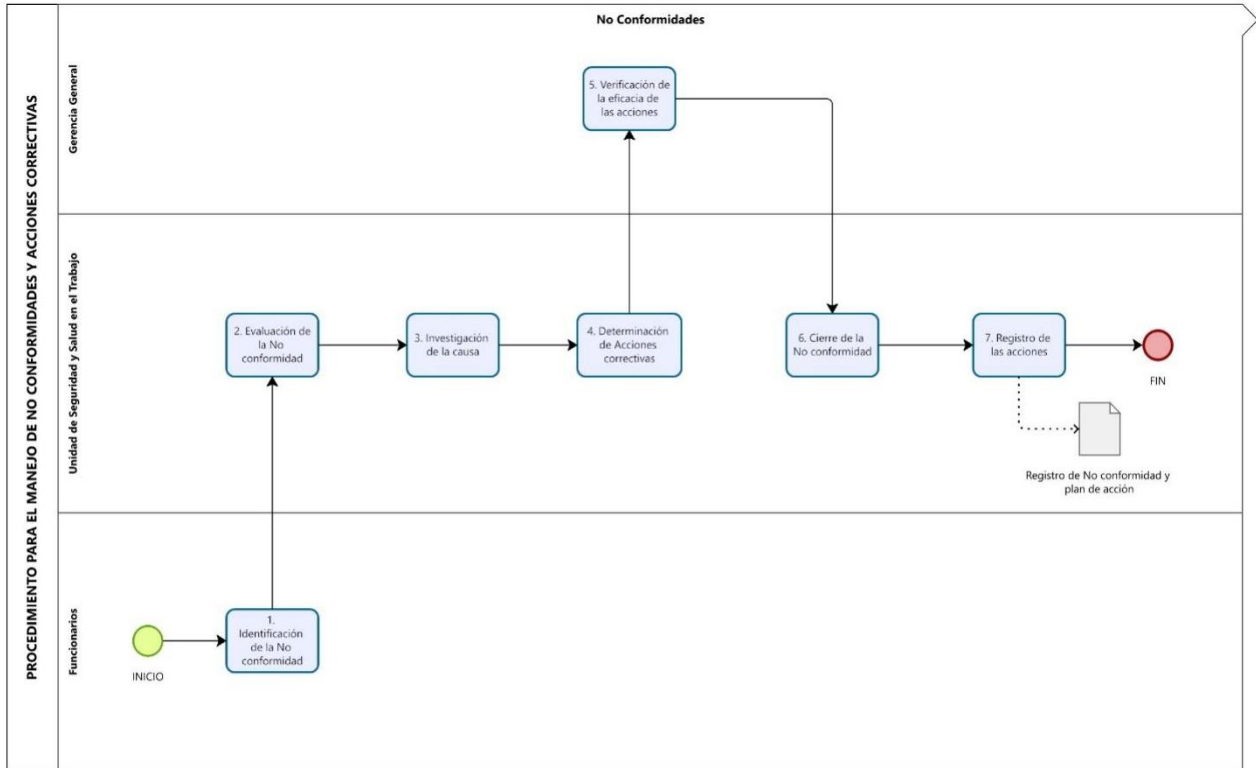 No Conformidades
PROCEDIMIENTO PARA EL MANEJO DE NO CONFORMIDADES Y ACCIONES CORRECTIVAS
Gerencia General
5. Verificación de
la eficacia de
las acciones
Unidad de Seguridad y Salud en el Trabajo
2. Evaluación de
la No
conformidad
3. Investigación
de la causa
4. Determinación
de Acciones
correctivas
6. Cierre de la
No conformidad
7. Registro de
las acciones
FIN
Registro de No conformidad y
plan de acción
Funcionarios
INICIO
1.
Identificación
de la No
conformidad